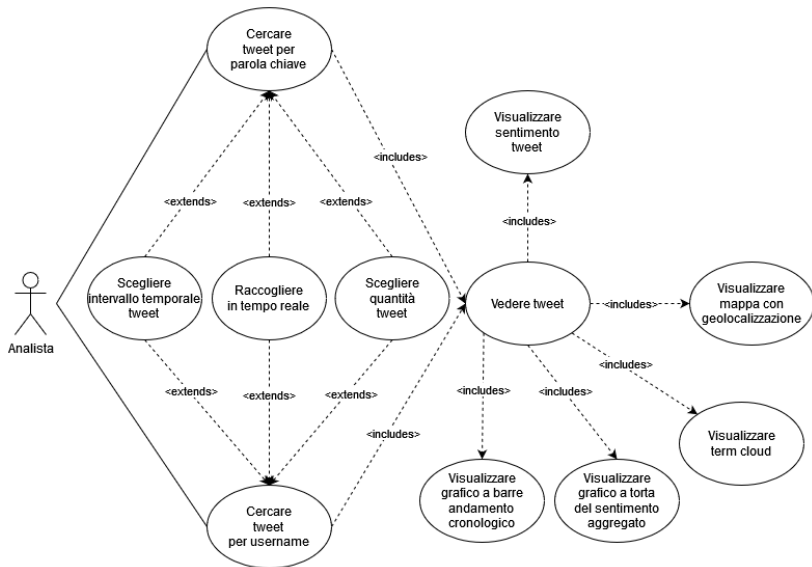 Cercare
tweet per
parola chiave
Visualizzare
sentimento
tweet
<includes>
<extends>
<extends>
<extends>
<includes>
Scegliere
intervallo temporale
tweet
Raccogliere
in tempo reale
Scegliere
quantità
tweet
Vedere tweet
<includes>
Visualizzare
mappa con
geolocalizzazione
Analista
<extends>
<extends>
<extends>
<includes>
<includes>
<includes>
<includes>
Visualizzare
term cloud
Visualizzare
grafico a barre
andamento
cronologico
Visualizzare
grafico a torta
del sentimento
aggregato
Cercare
tweet
per username